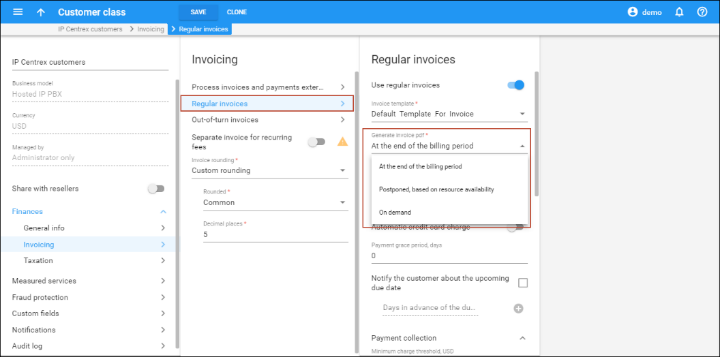 Customer class
SAVE
CLONE
demo
IP Centrex customers
Invoicing
Regular invoices
IP Centrex customers
Business model
Hosted IP PBX
Currency
USD
Managed by
Administrator only
Share with resellers
Finances
General info
Invoicing
Taxation
Measured services
Fraud protection
Custom fields
Notifications
Audit log
Invoicing
Process invoices and payments exter...
Regular invoices
Out-of-turn invoices
Separate invoice for recurring
fees
Invoice rounding *
Custom rounding
Rounded *
Common
Decimal places *
5
Regular invoices
Use regular invoices
Invoice template *
Default Template For Invoice
Generate invoice pdf *
At the end of the billing period
At the end of the billing period
Postponed, based on resource availability
On demand
Automatic credit card charge
Payment grace period, days
0
Notify the customer about the upcoming
due date
Days in advance of the du...
Payment collection
Minimum charge threshold, USD